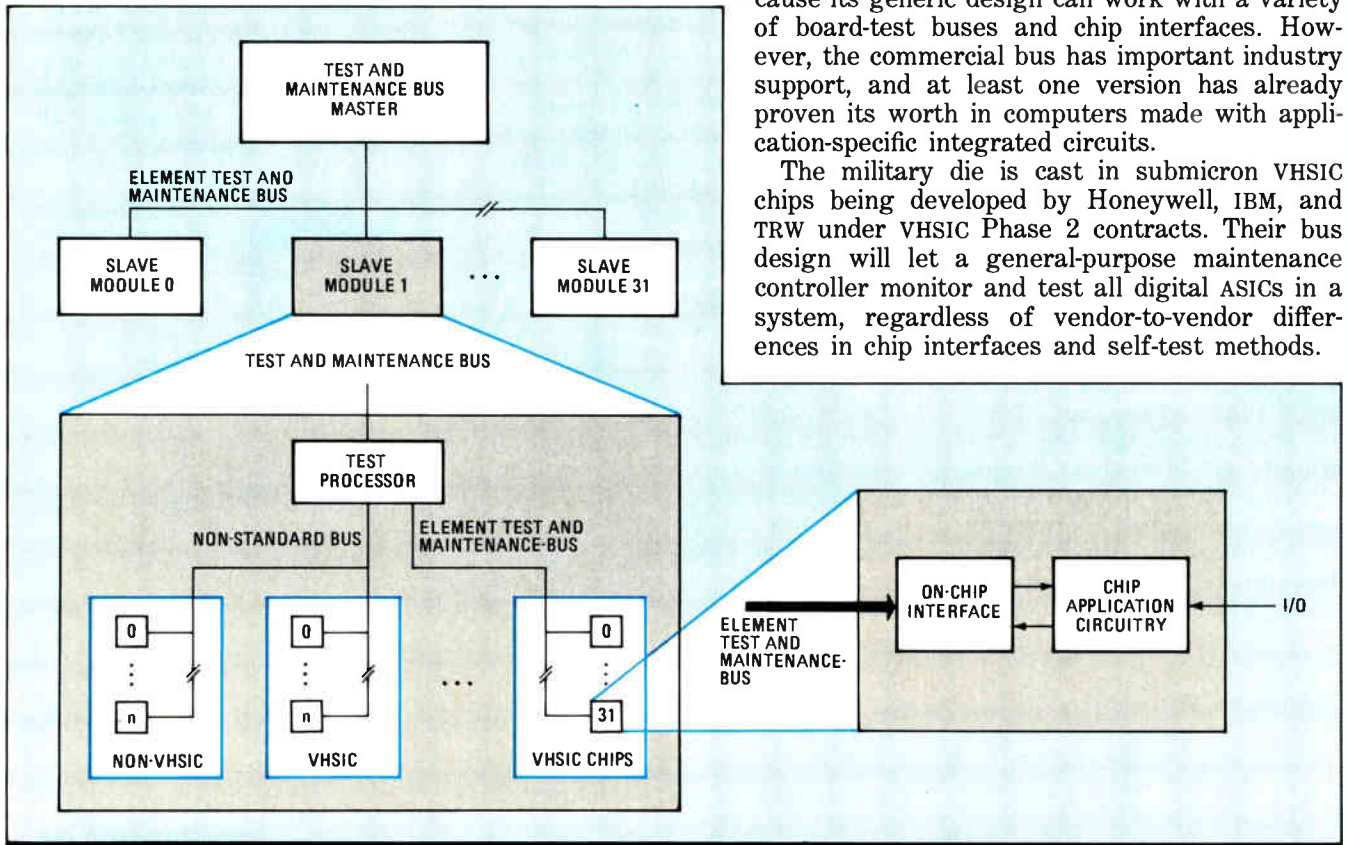 cause its generic design can work with a variety
of board-test buses and chip interfaces. How-
ever, the commercial bus has important industry
support, and at least one version has already
proven its worth in computers made with appli-
cation-specific integrated circuits.
The military die is cast in submicron VHSIC
chips being developed by Honeywell, IBM, and
TRW under VHSIC Phase 2 contracts. Their bus
design will let a general-purpose maintenance
controller monitor and test all digital ASICs in a
system, regardless of vendor-to-vendor differ-
ences in chip interfaces and self-test methods.
TEST AND
MAINTENANCE BUS
MASTER
ELEMENT TEST AND
MAINTENANCE BUS
SLAVE
MODULE 0
SLAVE
MODULE 1
...
SLAVE
MODULE 31
TEST AND MAINTENANCE BUS
TEST
PROCESSOR
NON-STANDARD BUS
ELEMENT TEST AND
MAINTENANCE-BUS
0
n
NON-VHSIC
0
n
VHSIC
...
0
31
VHSIC CHIPS
ELEMENT
TEST AND
MAINTENANCE-
BUS
ON-CHIP
INTERFACE
CHIP
APPLICATION
CIRCUITRY
I/O